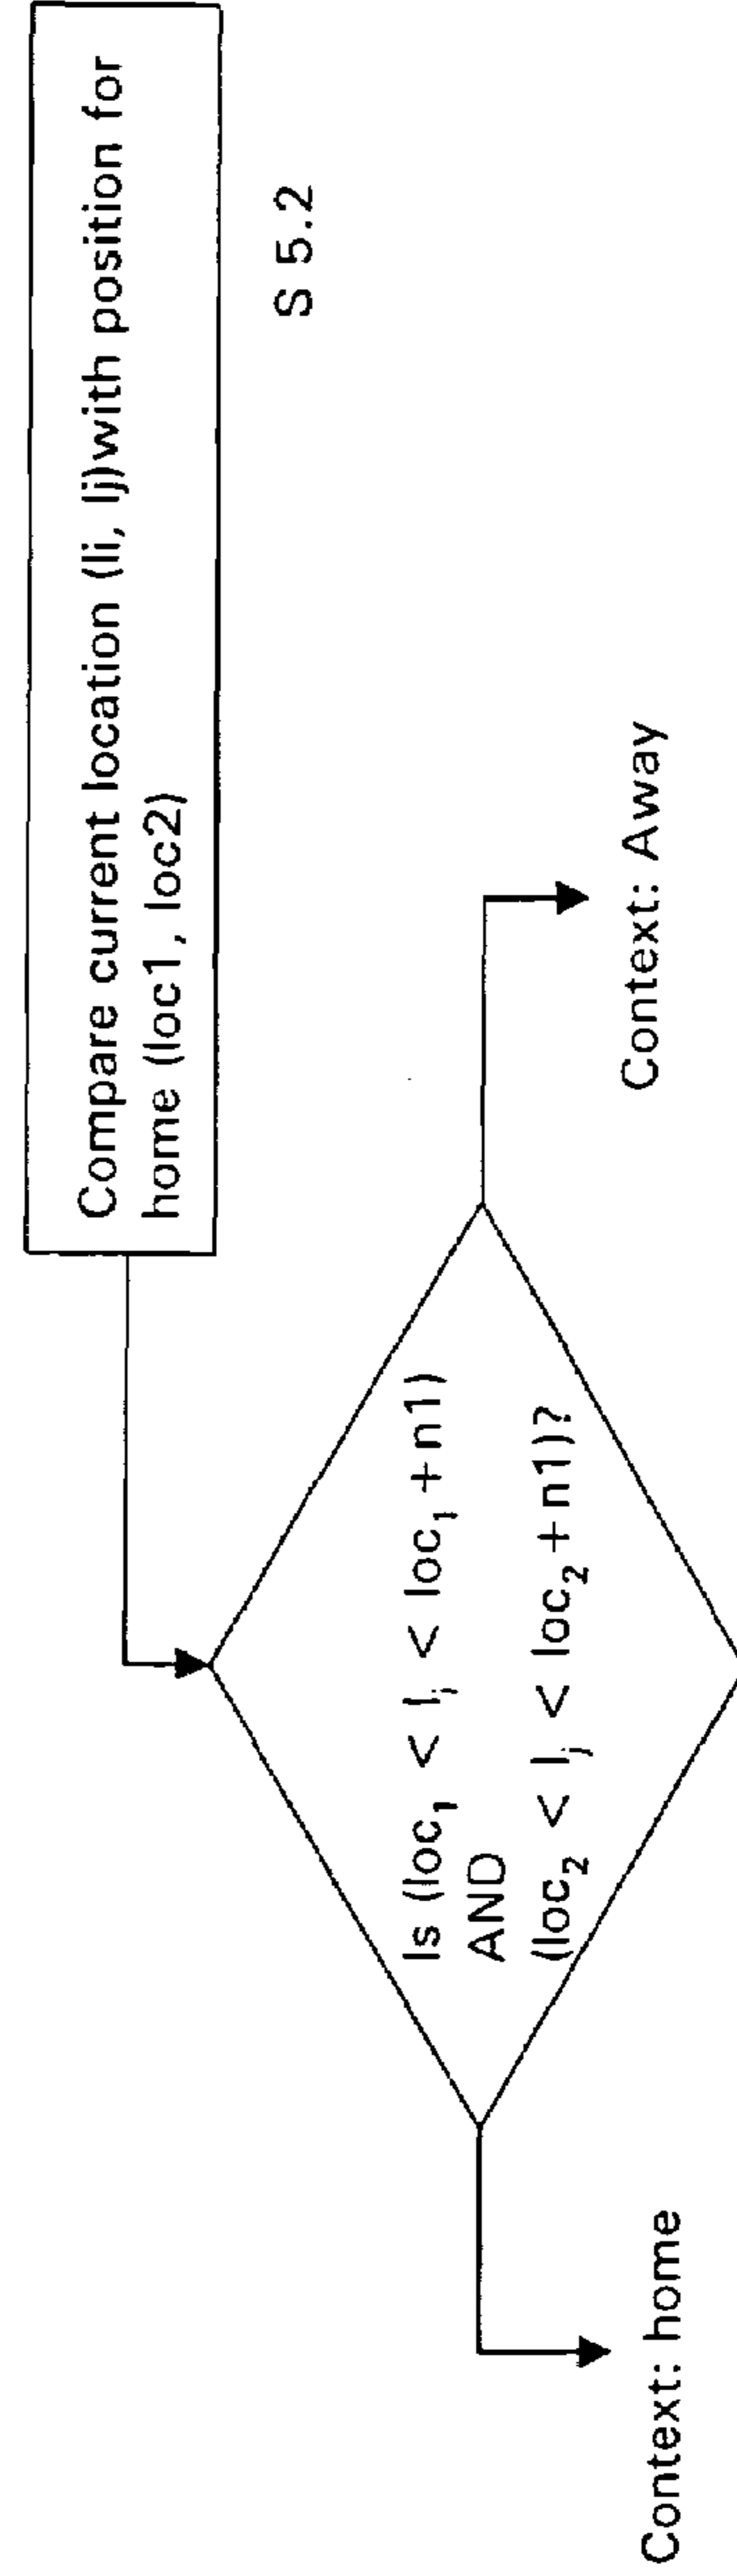 Compare current location (li, lj)with position for
home (loc1, loc2)
S 5.2
Is (loc₁ < lᵢ < loc₁ +n1)
AND
(loc₂ < lⱼ < loc₂ +n1)?
Context: home
Context: Away